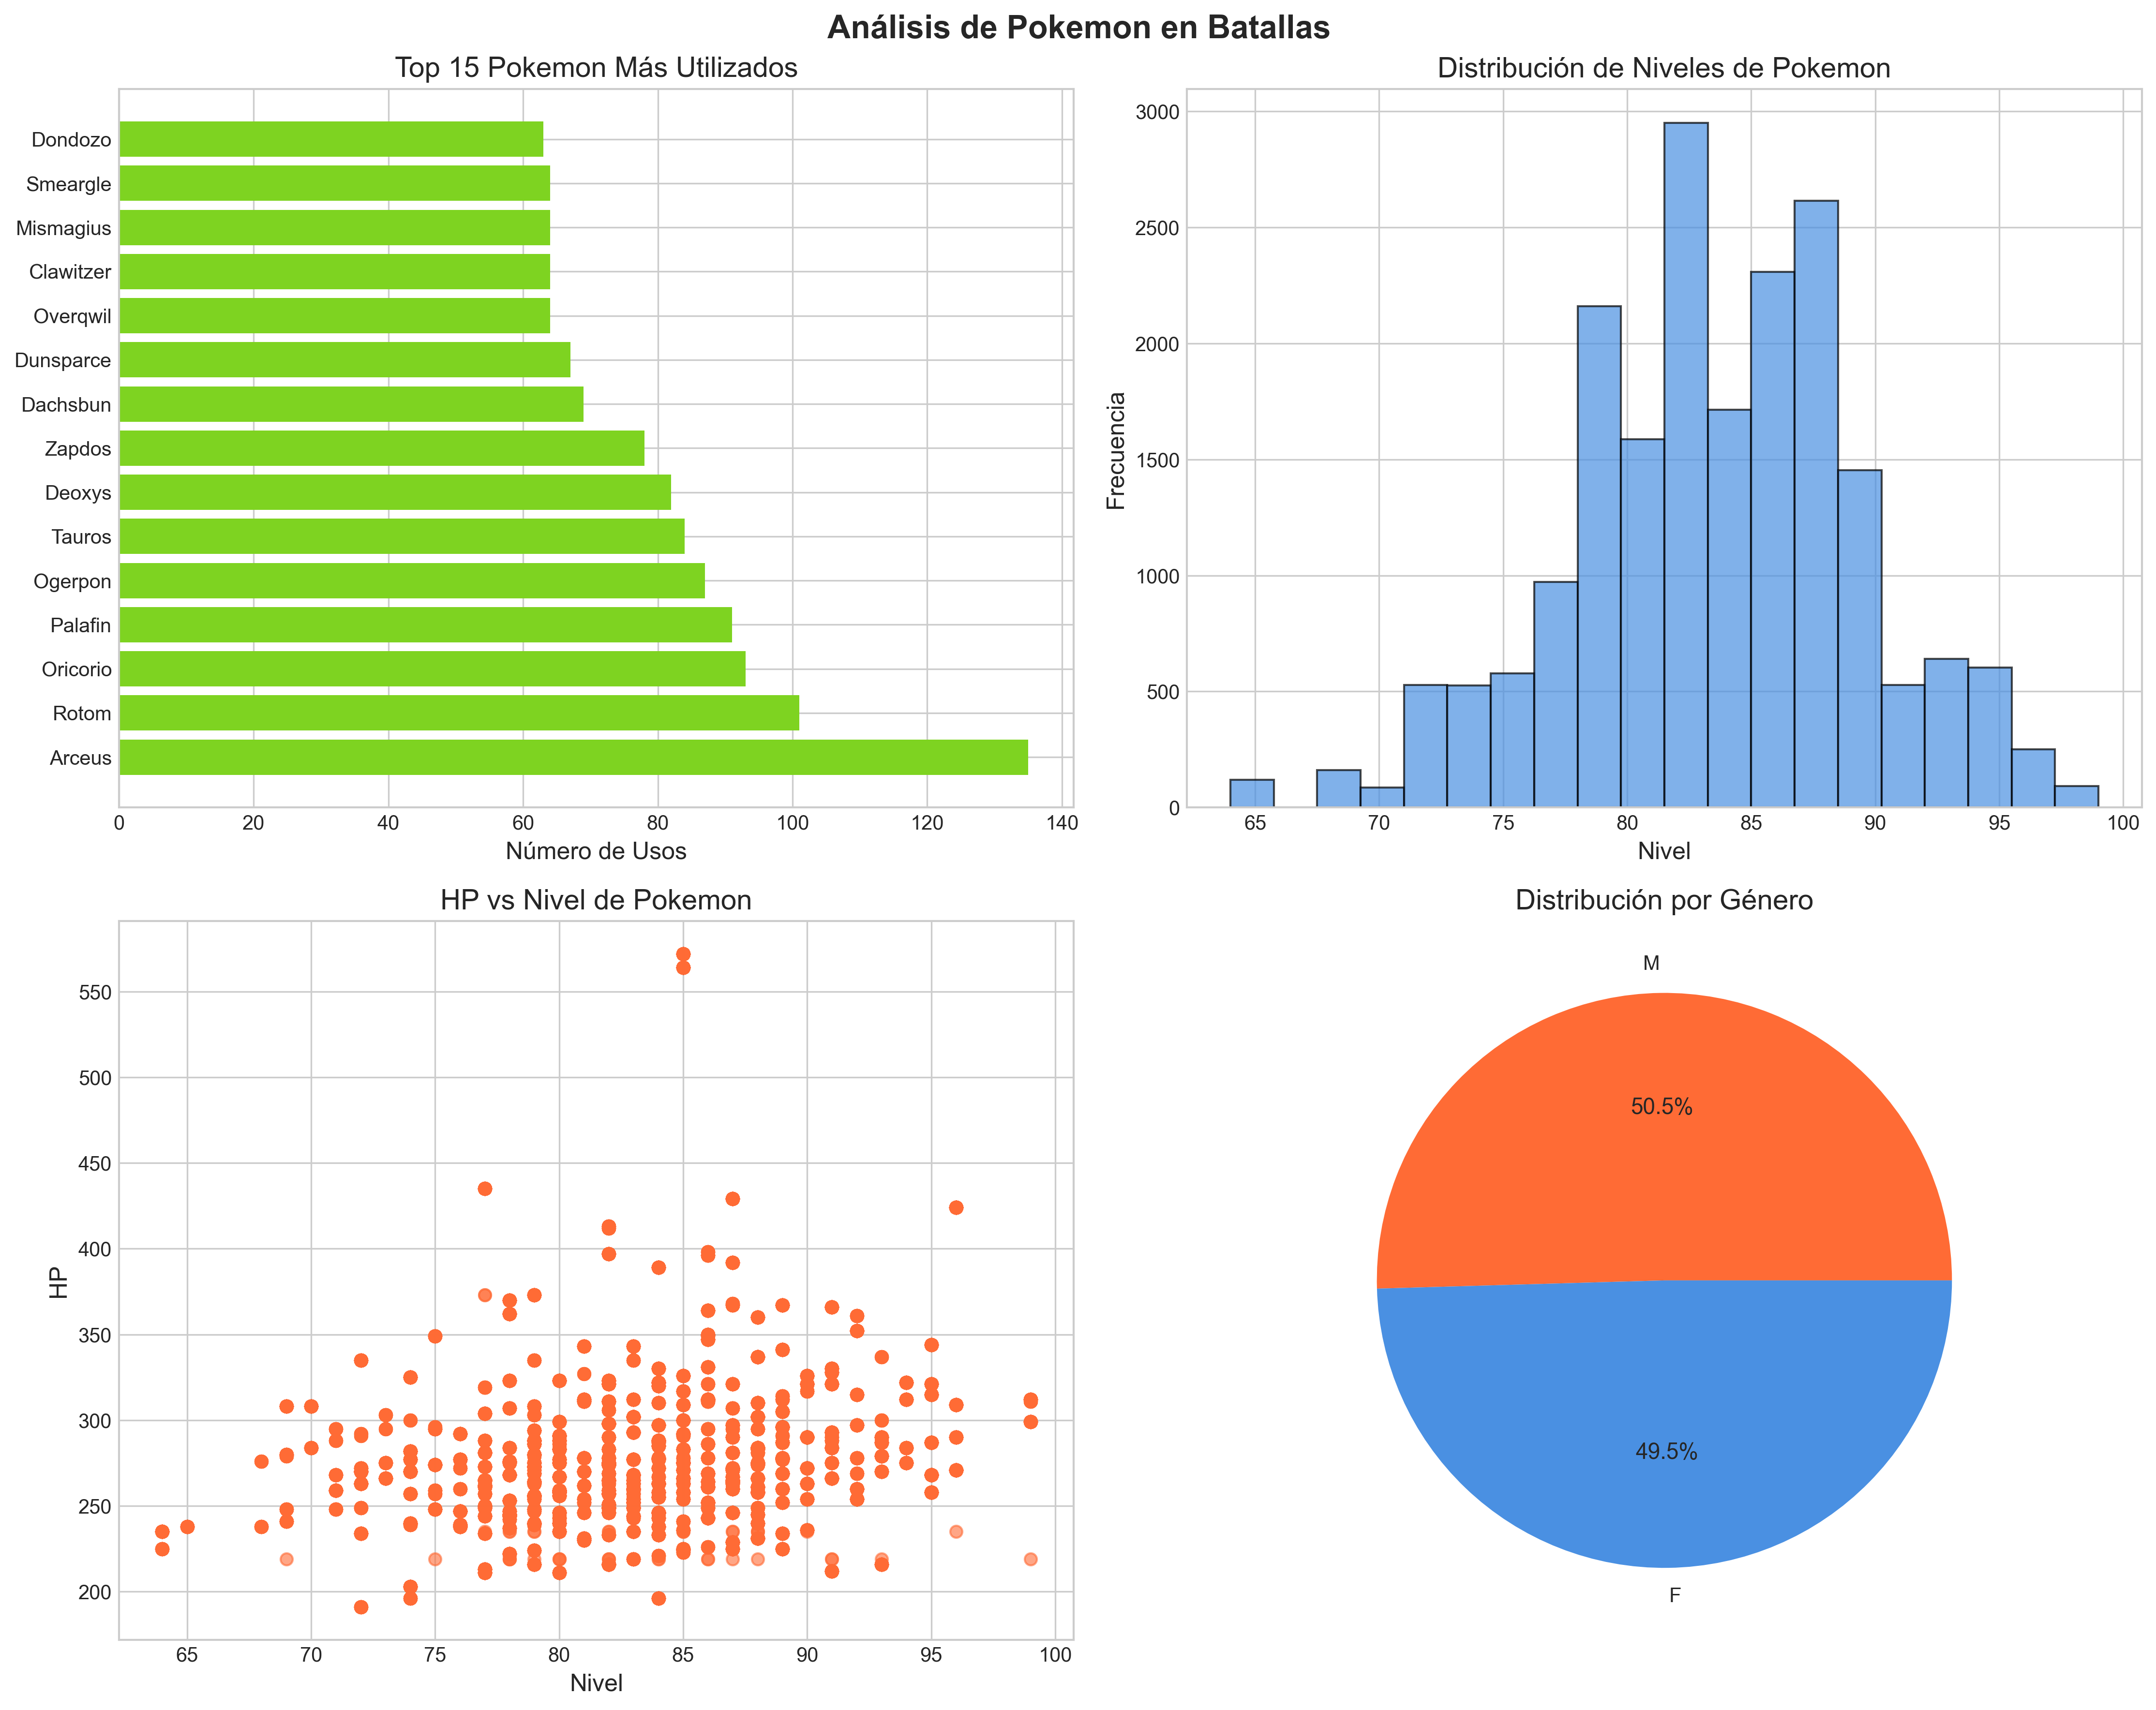 Análisis de Pokemon en Batallas
Top 15 Pokemon Más Utilizados
Dondozo
Smeargle
Mismagius
Clawitzer
Overqwil
Dunsparce
Dachsbun
Zapdos
Deoxys
Tauros
Ogerpon
Palafin
Oricorio
Rotom
Arceus
0 20 40 60 80 100 120 140
Número de Usos
Distribución de Niveles de Pokemon
Frecuencia
3000
2500
2000
1500
1000
500
0
65 70 75 80 85 90 95 100
Nivel
HP vs Nivel de Pokemon
HP
550
500
450
400
350
300
250
200
65 70 75 80 85 90 95 100
Nivel
Distribución por Género
M
50.5%
49.5%
F